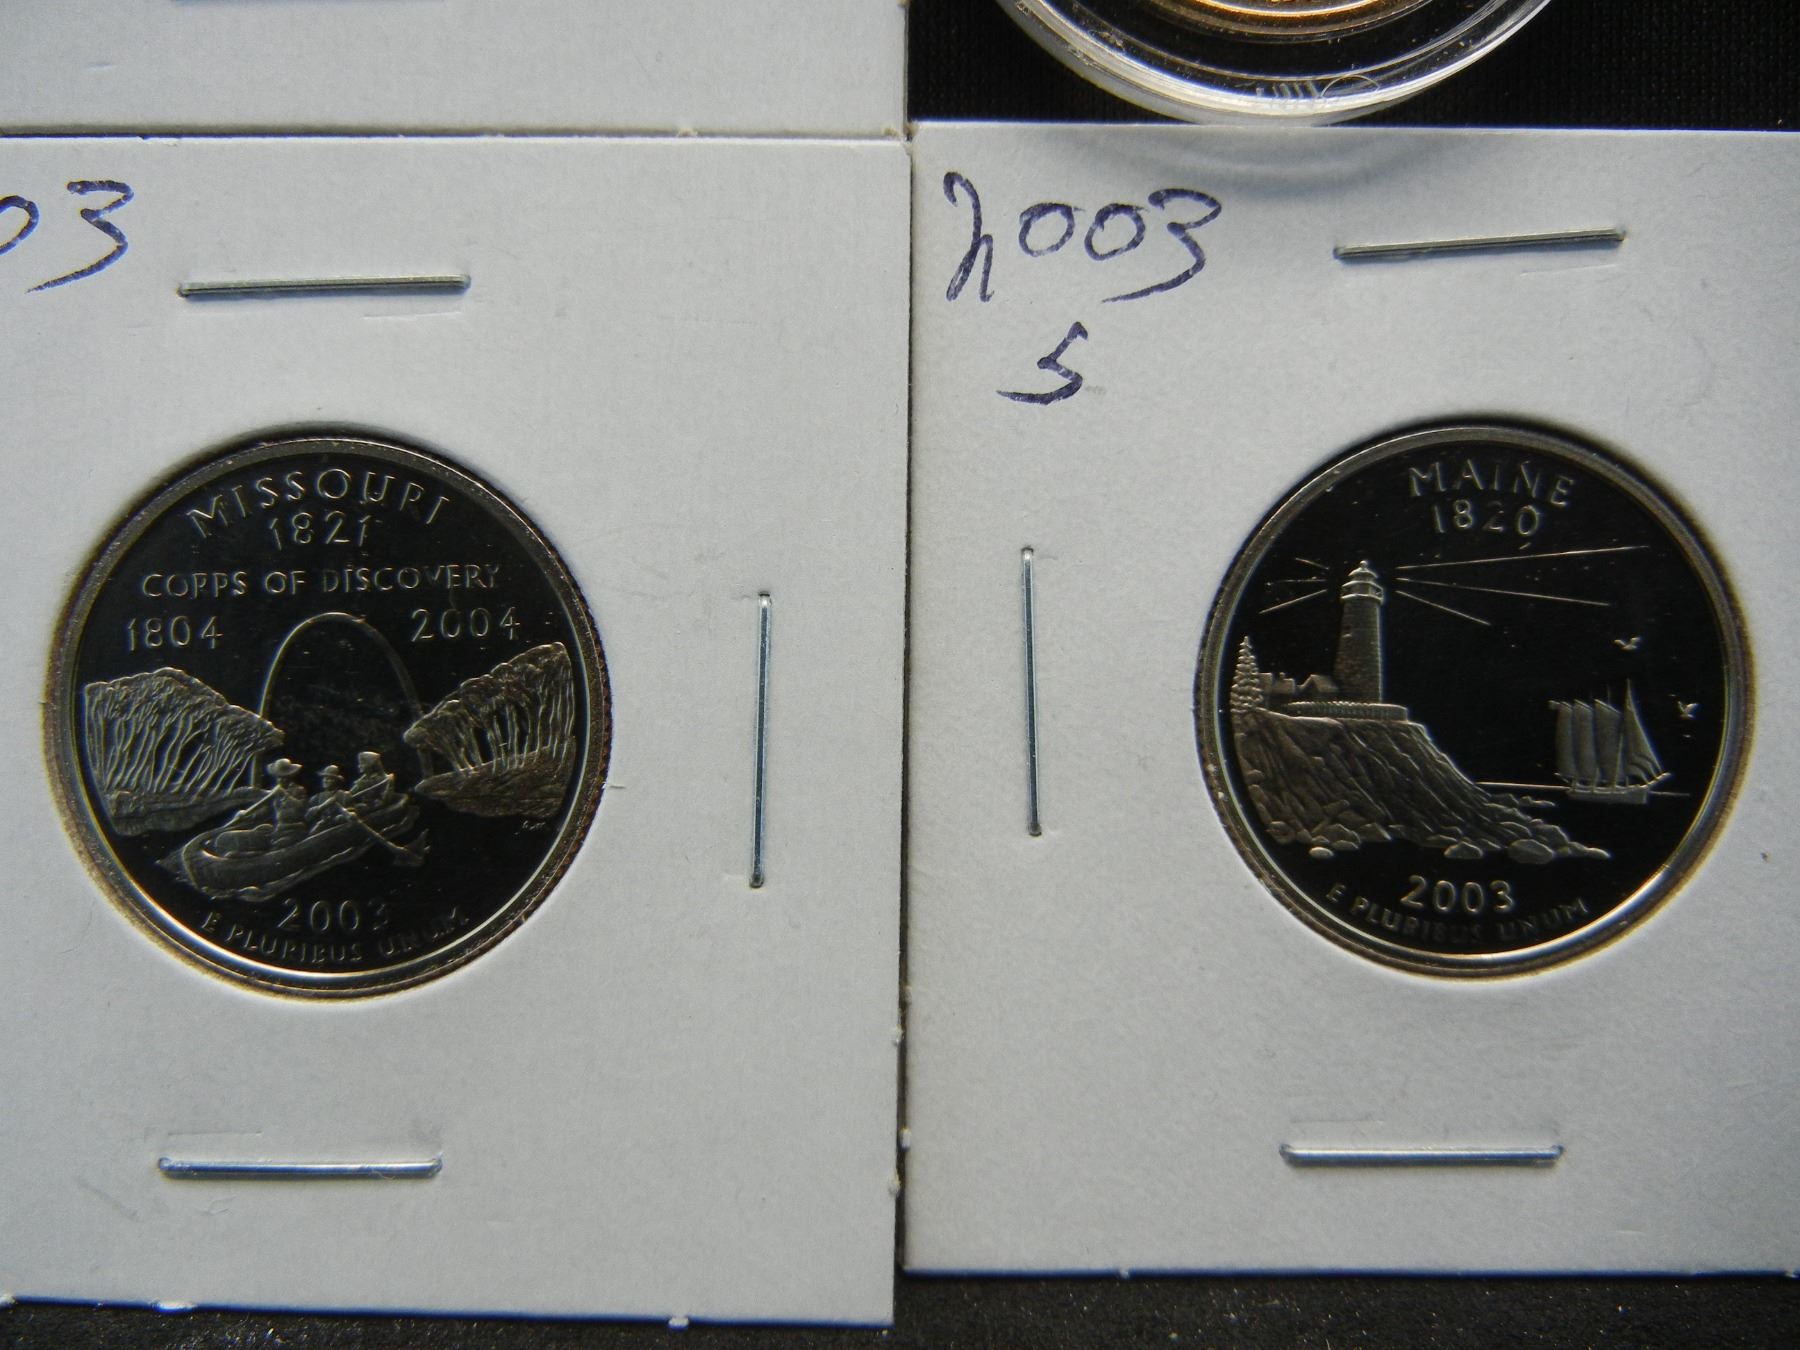 03
MISSOURI
1821
CORPS OF DISCOVERY
1804 2004
2003
E PLURIBUS UNUM
2003
S
MAINE
1820
2003
E PLURIBUS UNUM